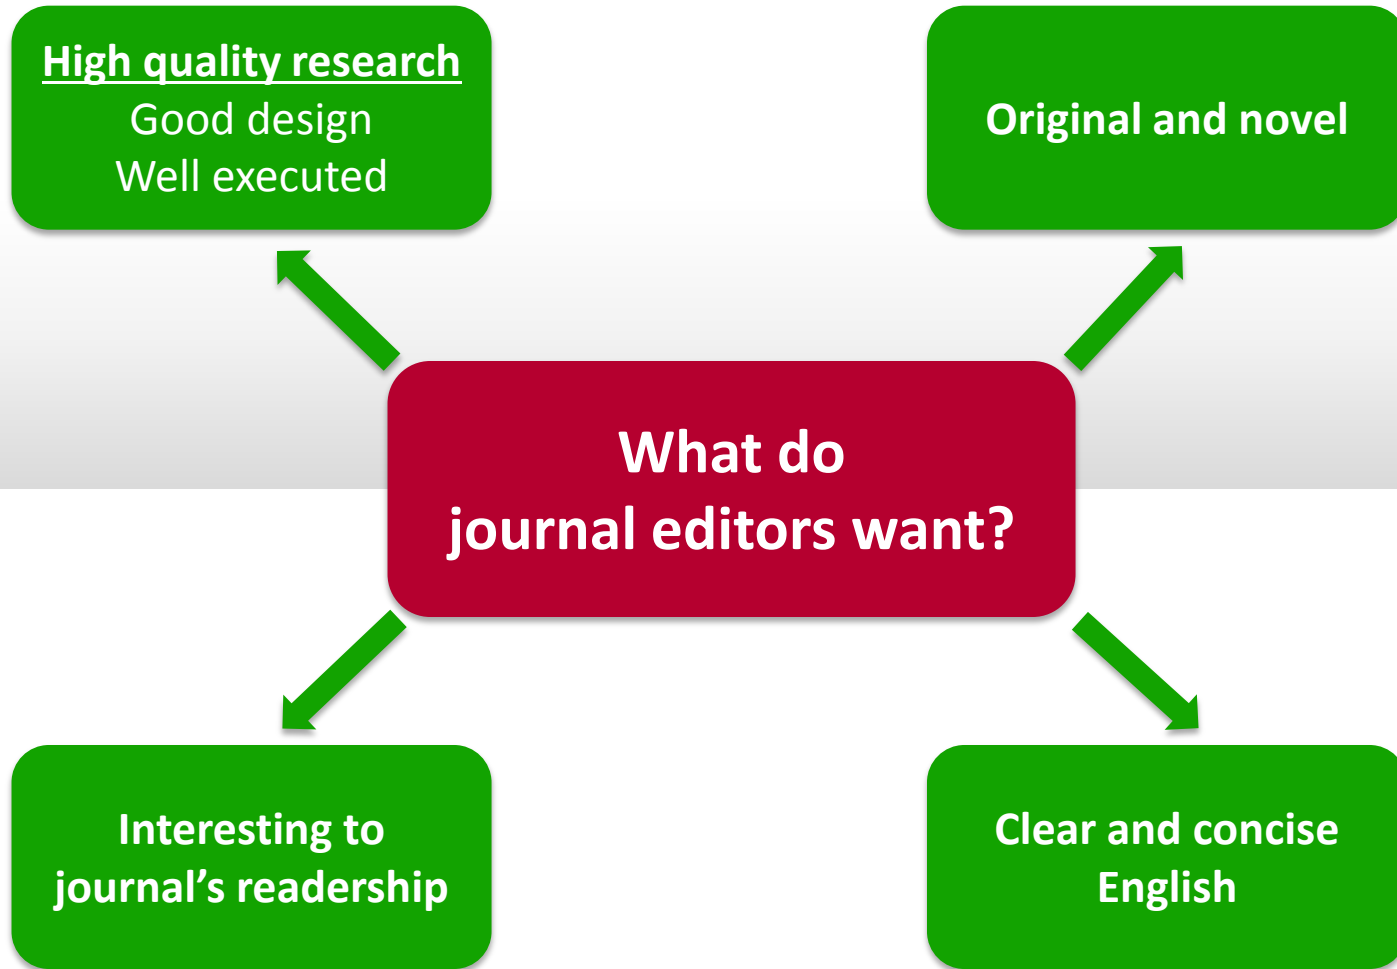 High quality research
Good design
Well executed
Original and novel
What do
journal editors want?
Interesting to
journal’s readership
Clear and concise
English